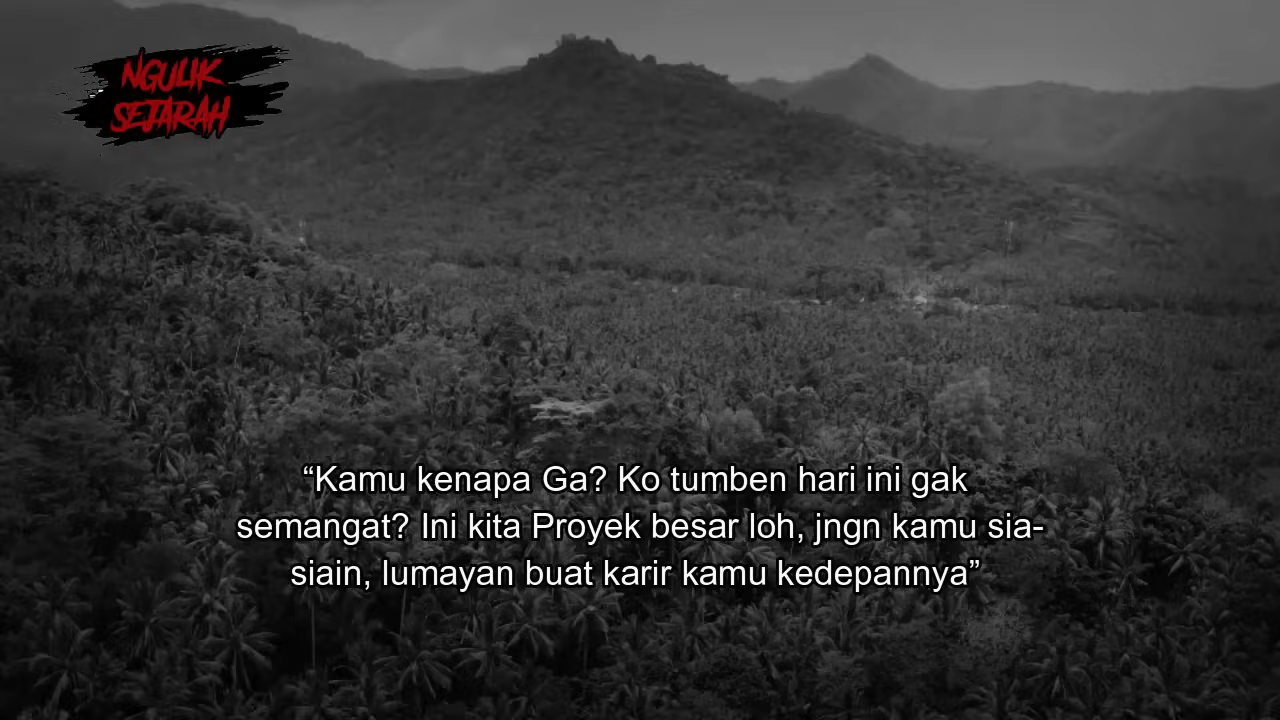 NGULIK
SEJARAH
“Kamu kenapa Ga? Ko tumben hari ini gak
semangat? Ini kita Proyek besar loh, jngn kamu sia-
siain, lumayan buat karir kamu kedepannya”